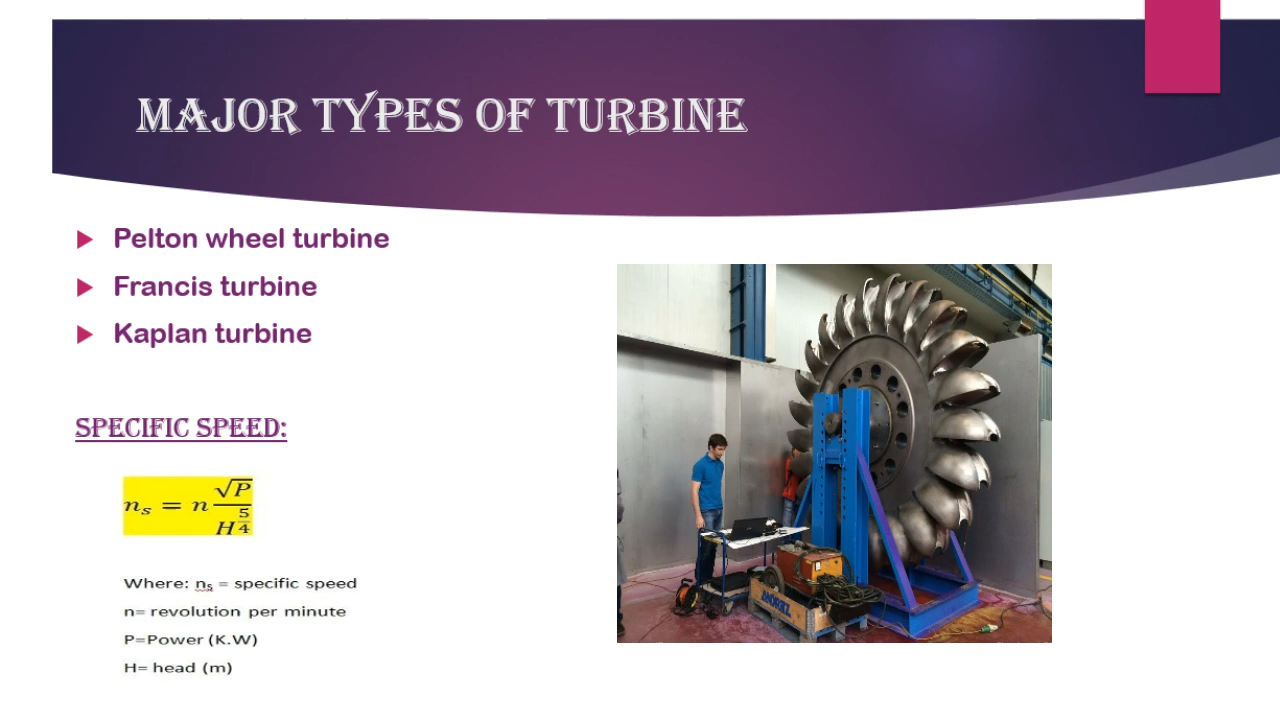 MAJOR TYPES OF TURBINE
Pelton wheel turbine
Francis turbine
Kaplan turbine
SPECIFIC SPEED:
n_s = n √P / H^(5/4)
Where: n_s = specific speed
n= revolution per minute
P=Power (K.W)
H= head (m)